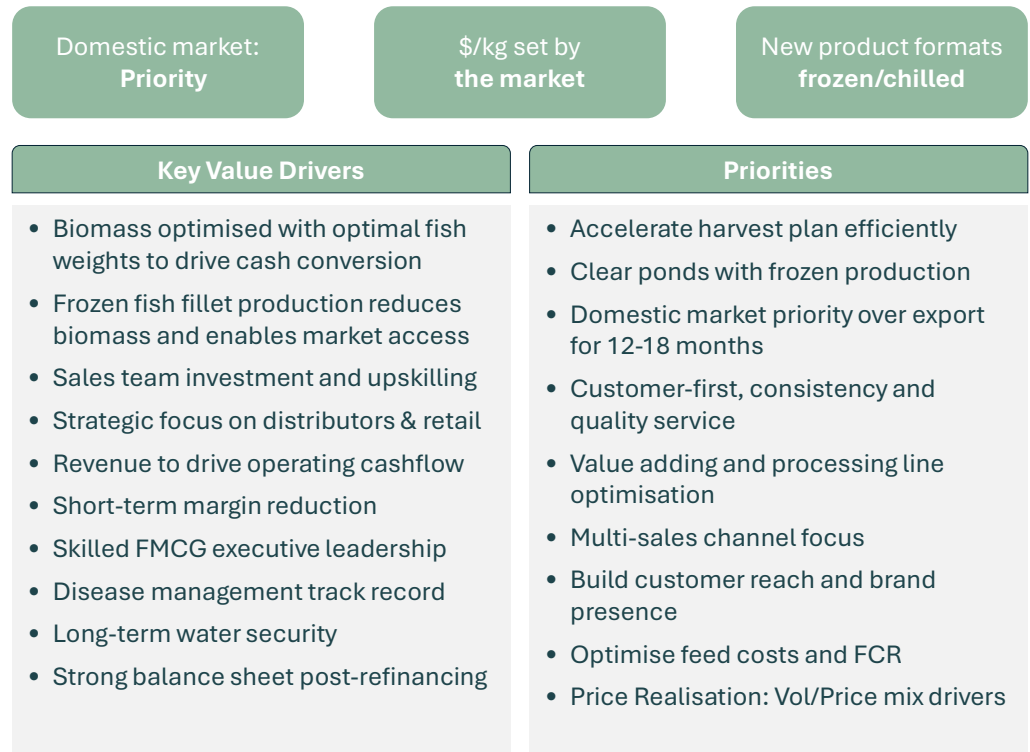 Domestic market:
Priority
$/kg set by
the market
New product formats
frozen/chilled
Key Value Drivers
• Biomass optimised with optimal fish
weights to drive cash conversion
• Frozen fish fillet production reduces
biomass and enables market access
• Sales team investment and upskilling
• Strategic focus on distributors & retail
• Revenue to drive operating cashflow
• Short-term margin reduction
• Skilled FMCG executive leadership
• Disease management track record
• Long-term water security
• Strong balance sheet post-refinancing
Priorities
• Accelerate harvest plan efficiently
• Clear ponds with frozen production
• Domestic market priority over export
for 12-18 months
• Customer-first, consistency and
quality service
• Value adding and processing line
optimisation
• Multi-sales channel focus
• Build customer reach and brand
presence
• Optimise feed costs and FCR
• Price Realisation: Vol/Price mix drivers